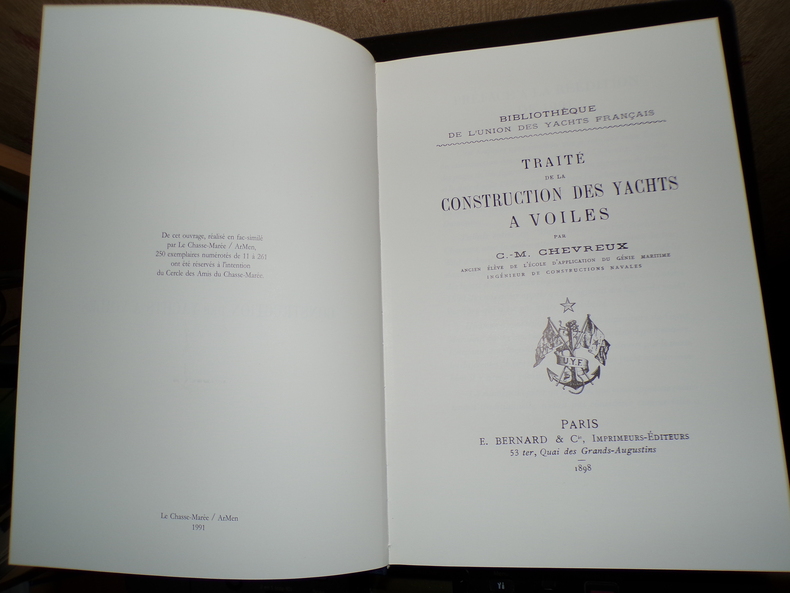 De cet ouvrage, réalisé en fac-similé
par Le Chasse-Marée / ArMen,
250 exemplaires numérotés de 11 à 261
ont été réservés à l'intention
du Cercle des Amis du Chasse-Marée.
Le Chasse-Marée / ArMen
1991
BIBLIOTHÈQUE
DE L'UNION DES YACHTS FRANÇAIS
TRAITÉ
DE LA
CONSTRUCTION DES YACHTS
A VOILES
PAR
C.-M. CHEVREUX
ANCIEN ÉLÈVE DE L'ÉCOLE D'APPLICATION DU GÉNIE MARITIME
INGÉNIEUR DE CONSTRUCTIONS NAVALES
U.Y.F.
PARIS
E. BERNARD & Cie, IMPRIMEURS-ÉDITEURS
53 ter, Quai des Grands-Augustins
1898